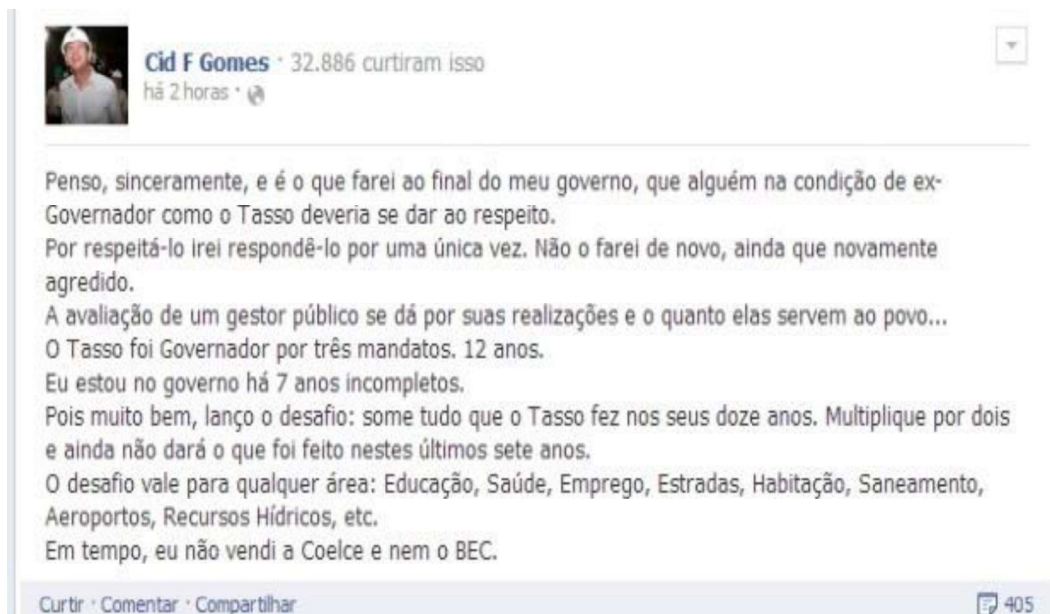 Cid F Gomes · 32.886 curtiram isso
há 2 horas ·
Penso, sinceramente, e é o que farei ao final do meu governo, que alguém na condição de ex-
Governador como o Tasso deveria se dar ao respeito.
Por respeitá-lo irei respondê-lo por uma única vez. Não o farei de novo, ainda que novamente
agredido.
A avaliação de um gestor público se dá por suas realizações e o quanto elas servem ao povo...
O Tasso foi Governador por três mandatos. 12 anos.
Eu estou no governo há 7 anos incompletos.
Pois muito bem, lanço o desafio: some tudo que o Tasso fez nos seus doze anos. Multiplique por dois
e ainda não dará o que foi feito nestes últimos sete anos.
O desafio vale para qualquer área: Educação, Saúde, Emprego, Estradas, Habitação, Saneamento,
Aeroportos, Recursos Hídricos, etc.
Em tempo, eu não vendi a Coelce e nem o BEC.
Curtir · Comentar · Compartilhar 405